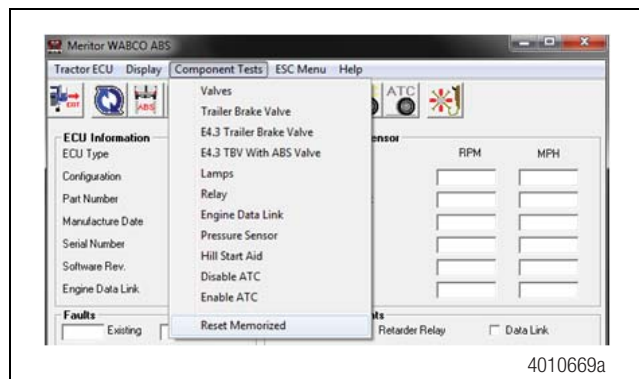 Meritor WABCO ABS
Tractor ECU Display Component Tests ESC Menu Help
EXIT ABS ATC
Valves
Trailer Brake Valve
E4.3 Trailer Brake Valve
E4.3 TBV With ABS Valve
Lamps
Relay
Engine Data Link
Pressure Sensor
Hill Start Aid
Disable ATC
Enable ATC
Reset Memorized
ECU Information
ECU Type
Configuration
Part Number
Manufacture Date
Serial Number
Software Rev.
Engine Data Link
ensor
RPM MPH
Faults
Existing
nts
Retarder Relay Data Link
4010669a